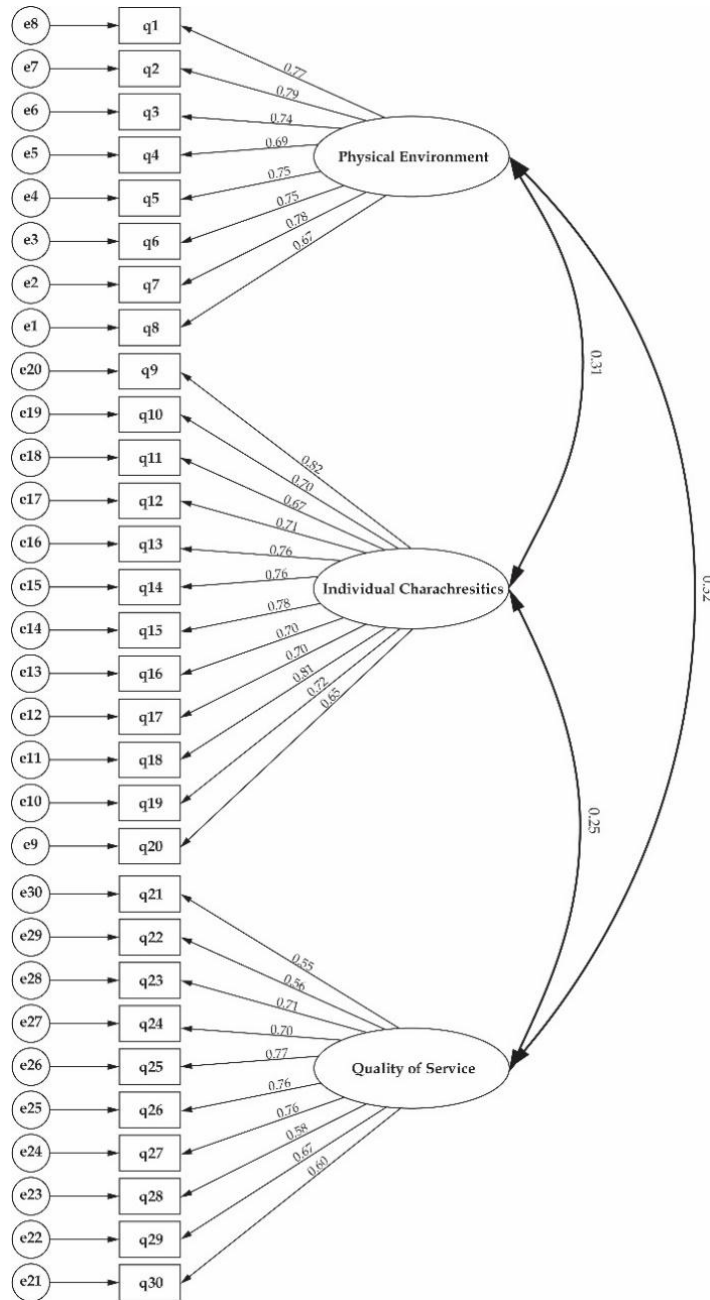 e8 q1
e7 q2
e6 q3
e5 q4
e4 q5
e3 q6
e2 q7
e1 q8
0.77
0.79
0.74
0.69
0.75
0.75
0.78
0.67
Physical Environment
e20 q9
e19 q10
e18 q11
e17 q12
e16 q13
e15 q14
e14 q15
e13 q16
e12 q17
e11 q18
e10 q19
e9 q20
0.82
0.70
0.67
0.71
0.76
0.76
0.78
0.70
0.70
0.81
0.72
0.65
Individual Charachresitics
e30 q21
e29 q22
e28 q23
e27 q24
e26 q25
e25 q26
e24 q27
e23 q28
e22 q29
e21 q30
0.55
0.56
0.71
0.70
0.77
0.76
0.76
0.58
0.67
0.60
Quality of Service
0.31
0.32
0.25